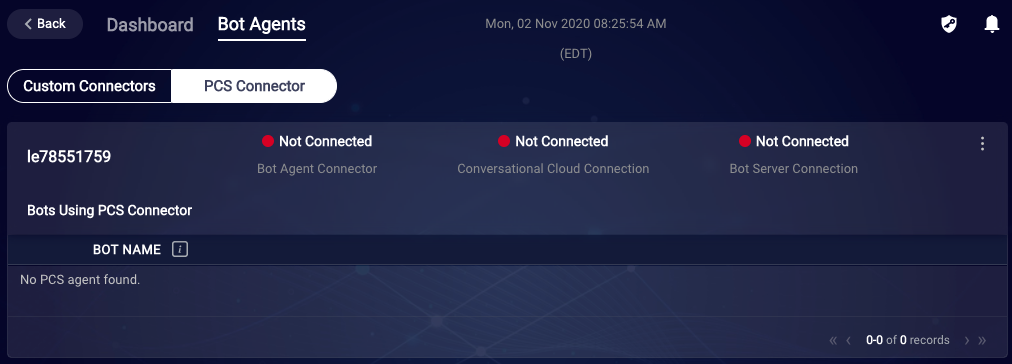 Back
Dashboard
Bot Agents
Mon, 02 Nov 2020 08:25:54 AM
(EDT)
Custom Connectors
PCS Connector
le78551759
Not Connected
Bot Agent Connector
Not Connected
Conversational Cloud Connection
Not Connected
Bot Server Connection
Bots Using PCS Connector
BOT NAME i
No PCS agent found.
« ‹ 0-0 of 0 records › »